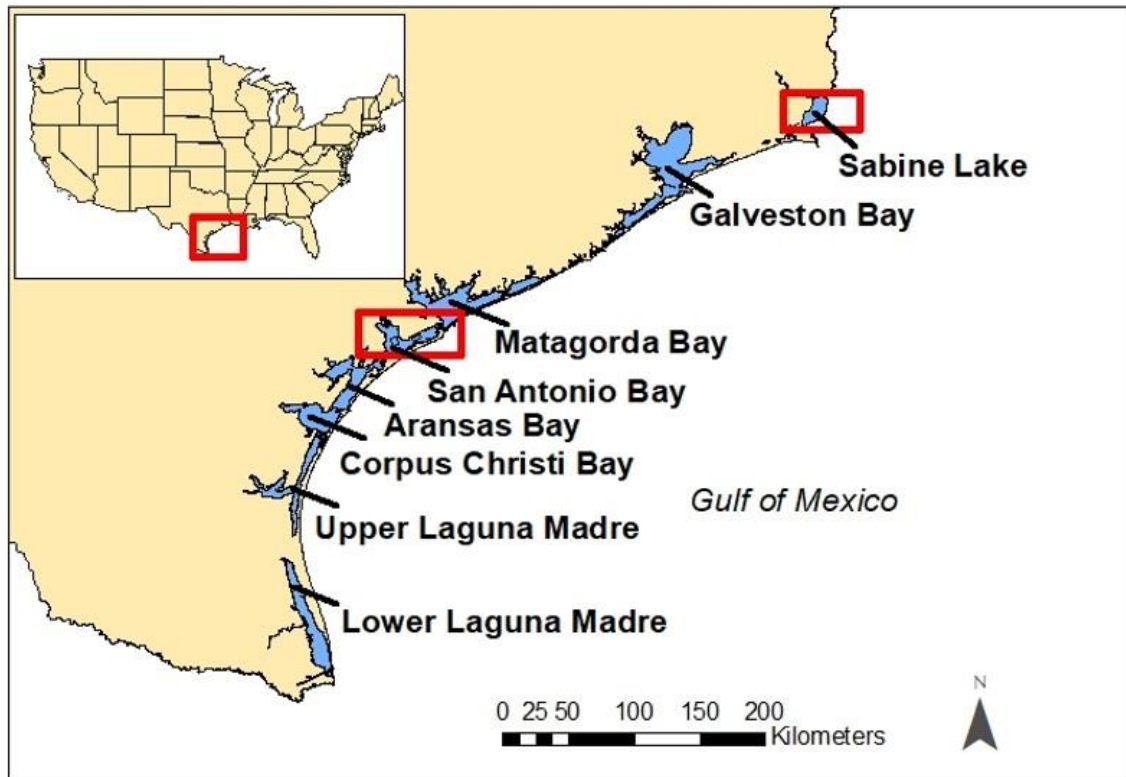 Sabine Lake
Galveston Bay
Matagorda Bay
San Antonio Bay
Aransas Bay
Corpus Christi Bay
Gulf of Mexico
Upper Laguna Madre
Lower Laguna Madre
N
0 25 50 100 150 200
Kilometers